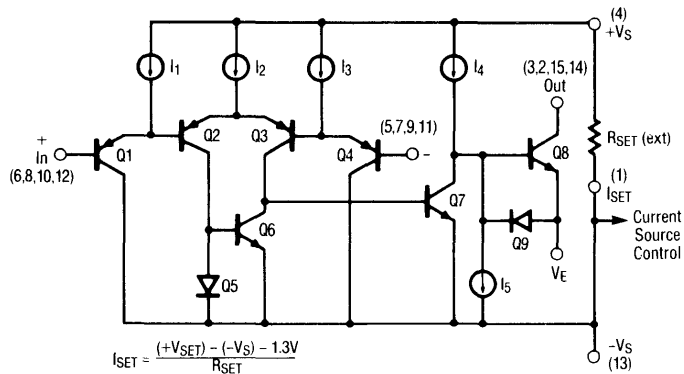 (4)
+VS
I1
I2
I3
I4
(3,2,15,14)
Out
+
In
(6,8,10,12)
Q1
Q2
Q3
Q4
(5,7,9,11)
–
Q8
RSET (ext)
(1)
ISET
Q7
Q6
Q9
Current
Source
Control
VE
Q5
I5
ISET = (+VSET) – (–VS) – 1.3V
RSET
–VS
(13)